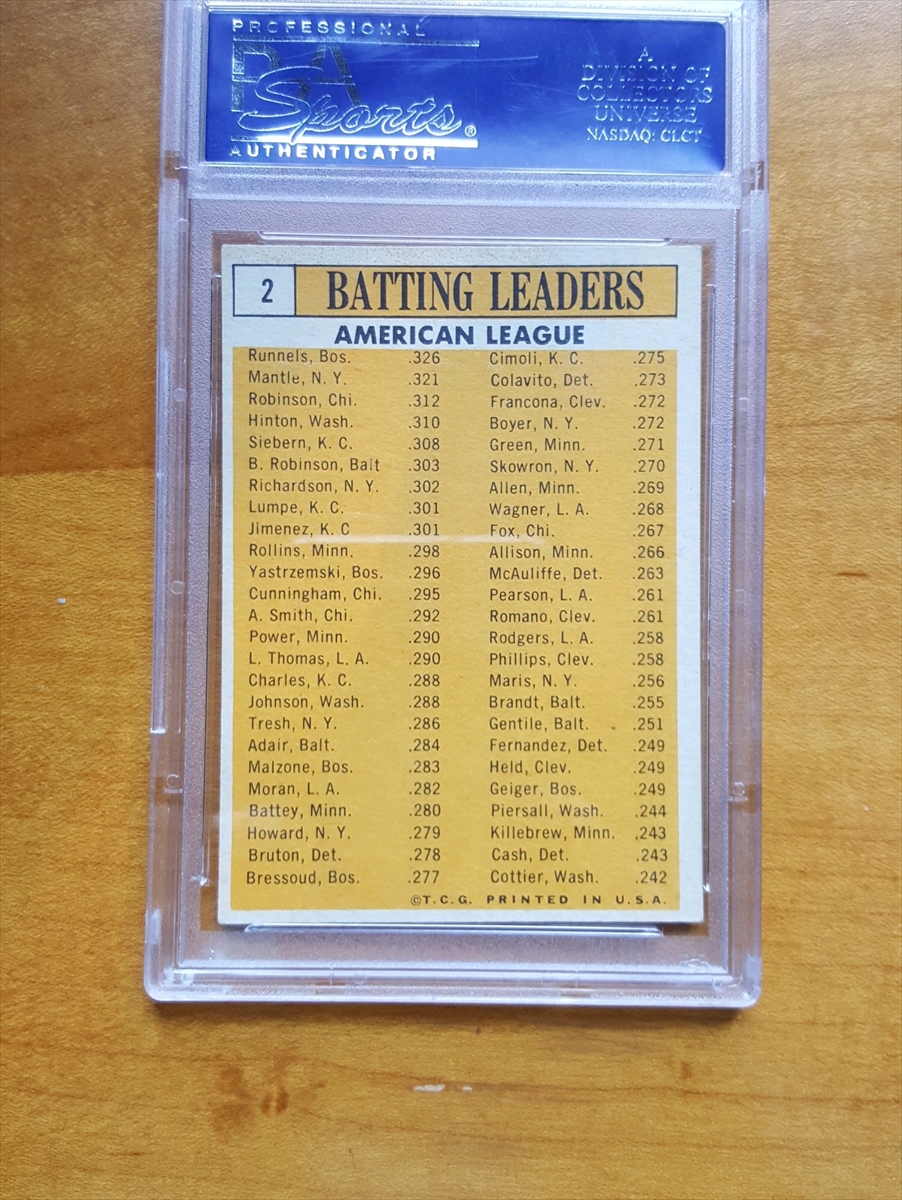 PROFESSIONAL
PSA
Sports®
AUTHENTICATOR
A
DIVISION OF
COLLECTORS
UNIVERSE
NASDAQ: CLCT
2 BATTING LEADERS
AMERICAN LEAGUE
Runnels, Bos. .326 Cimoli, K. C. .275
Mantle, N. Y. .321 Colavito, Det. .273
Robinson, Chi. .312 Francona, Clev. .272
Hinton, Wash. .310 Boyer, N. Y. .272
Siebern, K. C. .308 Green, Minn. .271
B. Robinson, Balt .303 Skowron, N. Y. .270
Richardson, N. Y. .302 Allen, Minn. .269
Lumpe, K. C. .301 Wagner, L. A. .268
Jimenez, K. C .301 Fox, Chi. .267
Rollins, Minn. .298 Allison, Minn. .266
Yastrzemski, Bos. .296 McAuliffe, Det. .263
Cunningham, Chi. .295 Pearson, L. A. .261
A. Smith, Chi. .292 Romano, Clev. .261
Power, Minn. .290 Rodgers, L. A. .258
L. Thomas, L. A. .290 Phillips, Clev. .258
Charles, K. C. .288 Maris, N. Y. .256
Johnson, Wash. .288 Brandt, Balt. .255
Tresh, N. Y. .286 Gentile, Balt. .251
Adair, Balt. .284 Fernandez, Det. .249
Malzone, Bos. .283 Held, Clev. .249
Moran, L. A. .282 Geiger, Bos. .249
Battey, Minn. .280 Piersall, Wash. .244
Howard, N. Y. .279 Killebrew, Minn. .243
Bruton, Det. .278 Cash, Det. .243
Bressoud, Bos. .277 Cottier, Wash. .242
©T.C.G. PRINTED IN U.S.A.